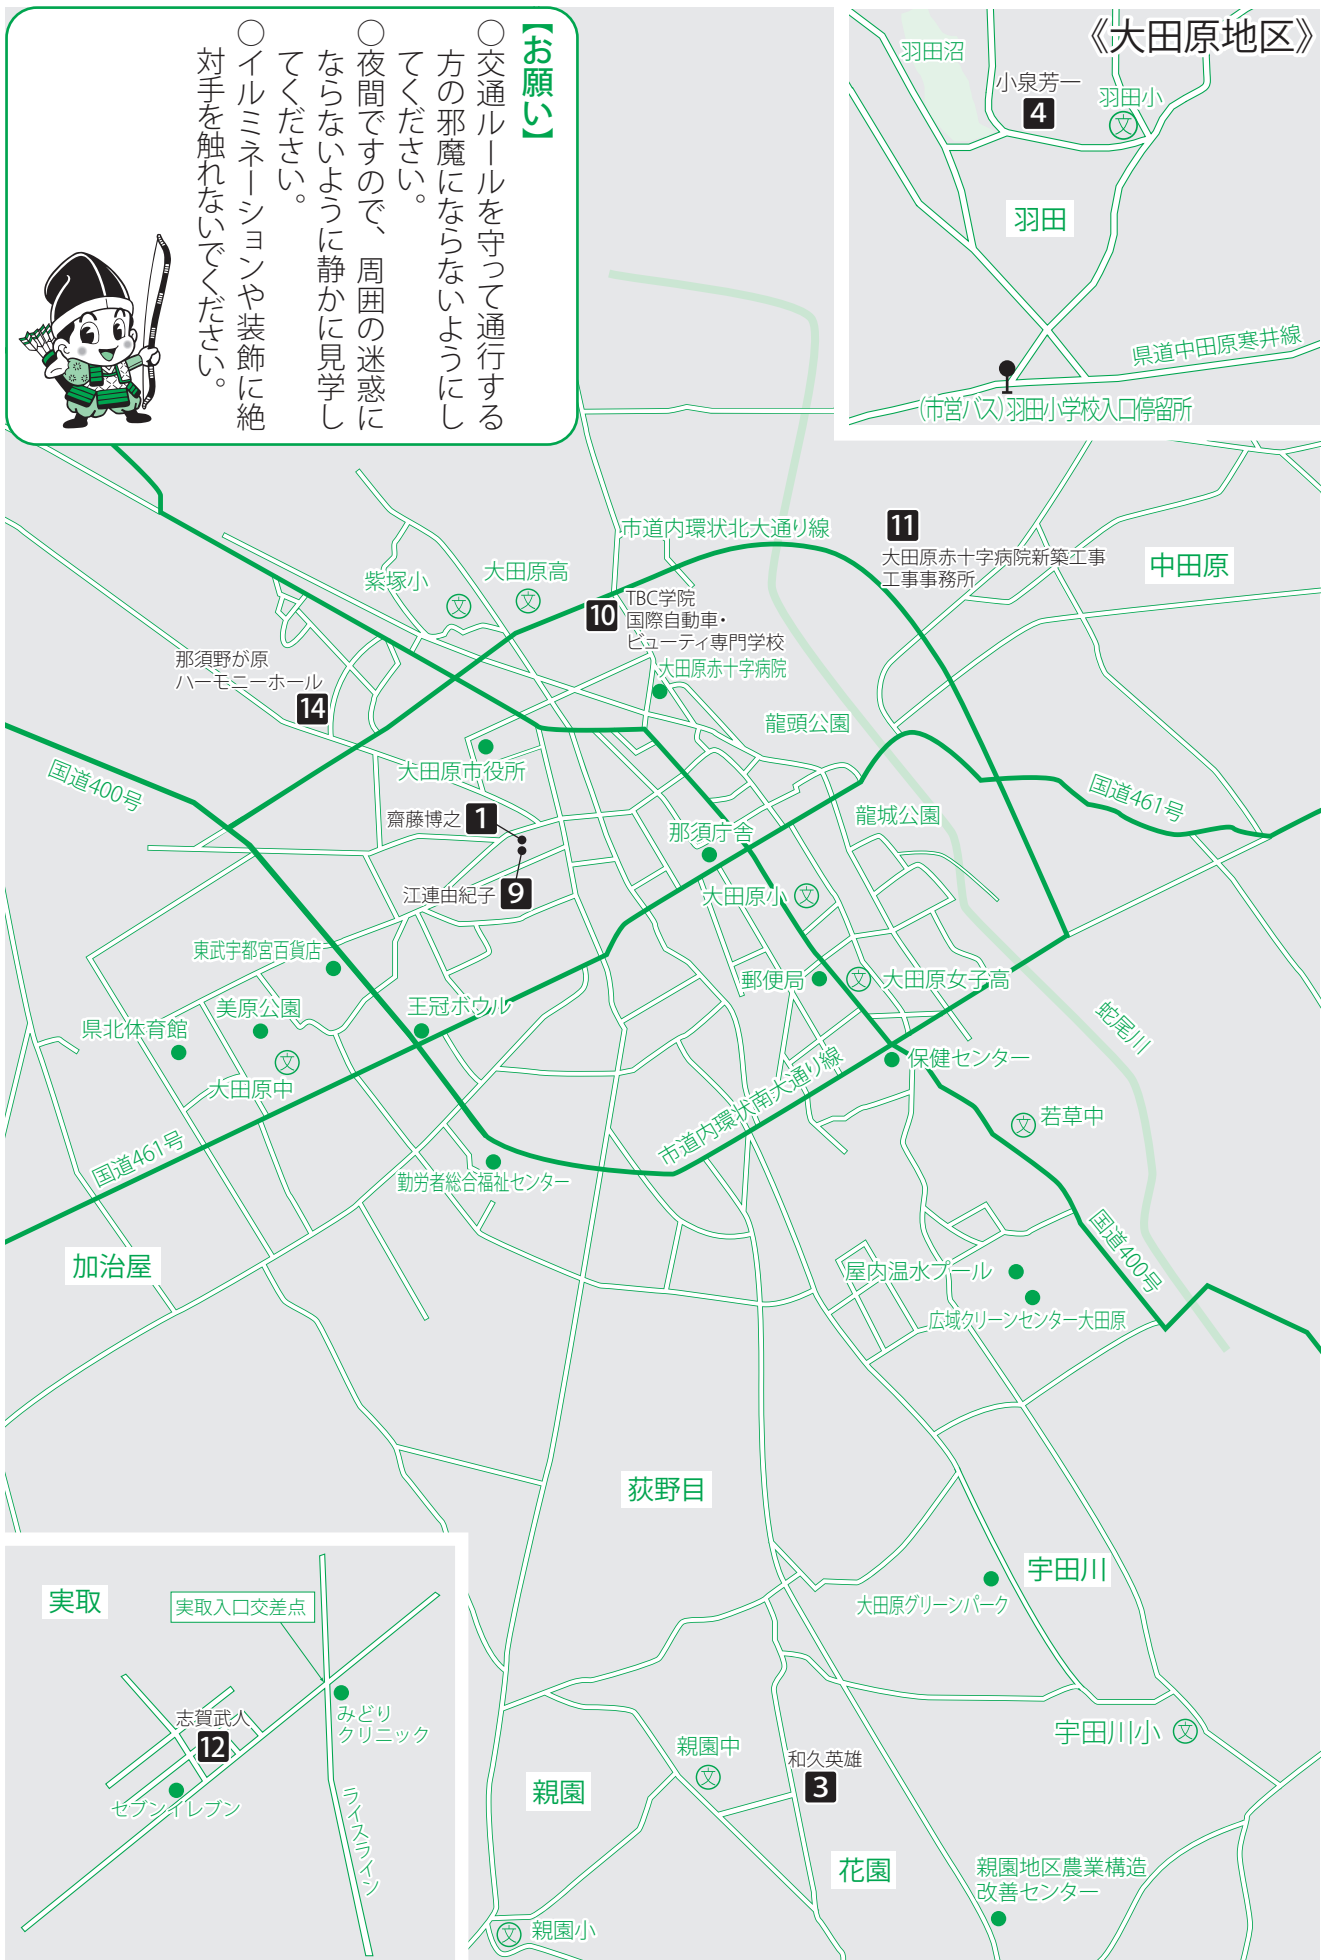 【お願い】
○交通ルールを守って通行する
方の邪魔にならないようにし
てください。
○夜間ですので、周囲の迷惑に
ならないように静かに見学し
てください。
○イルミネーションや装飾に絶
対手を触れないでください。
《大田原地区》
羽田沼
小泉芳一
4
羽田小
文
羽田
県道中田原寒井線
(市営バス)羽田小学校入口停留所
市道内環状北大通り線
11
大田原赤十字病院新築工事
工事事務所
中田原
紫塚小
文
大田原高
文
10
TBC学院
国際自動車・
ビューティ専門学校
大田原赤十字病院
那須野が原
ハーモニーホール
14
龍頭公園
国道400号
大田原市役所
国道461号
齋藤博之
1
那須庁舎
龍城公園
江連由紀子
9
大田原小
文
東武宇都宮百貨店
郵便局
文
大田原女子高
美原公園
王冠ボウル
県北体育館
文
大田原中
蛇尾川
保健センター
市道内環状南大通り線
文
若草中
国道461号
勤労者総合福祉センター
国道400号
加治屋
屋内温水プール
広域クリーンセンター大田原
荻野目
宇田川
大田原グリーンパーク
実取
実取入口交差点
みどり
クリニック
志賀武人
12
セブンイレブン
ライスライン
宇田川小
文
親園中
文
和久英雄
3
親園
花園
親園地区農業構造
改善センター
文
親園小